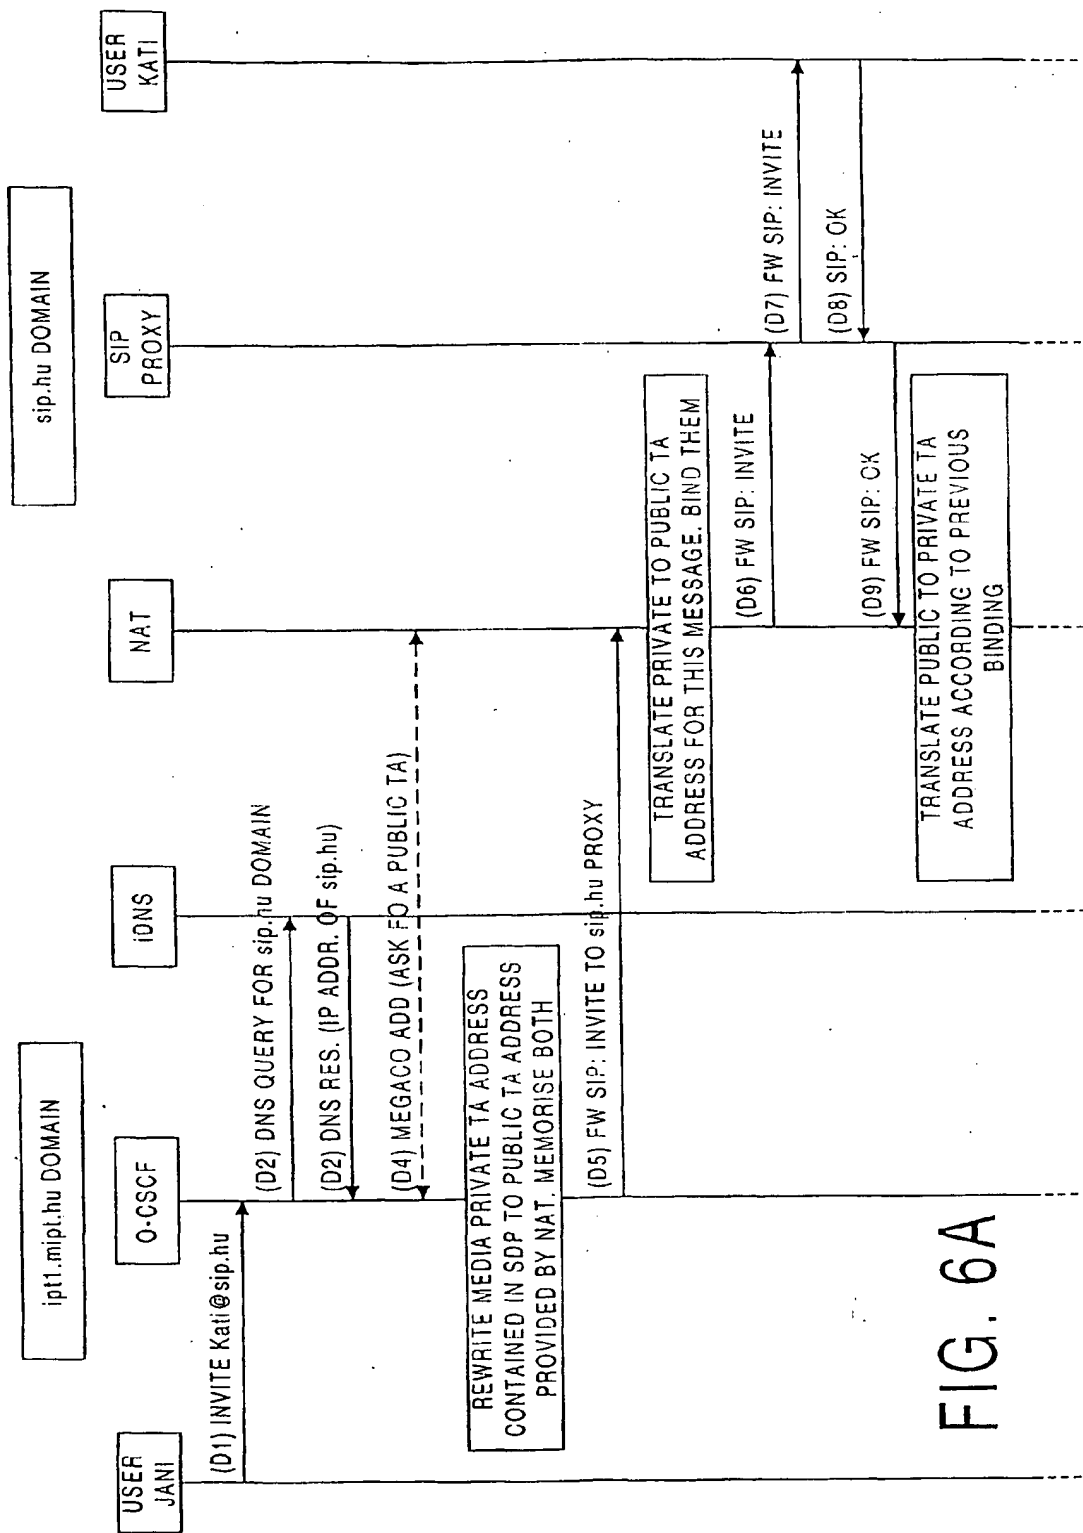 ipt1.mipt.hu DOMAIN
sip.hu DOMAIN
USER
JANI
O-CSCF
iDNS
NAT
SIP
PROXY
USER
KATI
(D1) INVITE Kati@sip.hu
(D2) DNS QUERY FOR sip.hu DOMAIN
(D2) DNS RES. (IP ADDR. OF sip.hu)
(D4) MEGACO ADD (ASK FO A PUBLIC TA)
REWRITE MEDIA PRIVATE TA ADDRESS
CONTAINED IN SDP TO PUBLIC TA ADDRESS
PROVIDED BY NAT. MEMORISE BOTH
(D5) FW SIP: INVITE TO sip.hu PROXY
TRANSLATE PRIVATE TO PUBLIC TA
ADDRESS FOR THIS MESSAGE. BIND THEM
(D6) FW SIP: INVITE
(D7) FW SIP: INVITE
(D8) SIP: OK
(D9) FW SIP: OK
TRANSLATE PUBLIC TO PRIVATE TA
ADDRESS ACCORDING TO PREVIOUS
BINDING
FIG. 6A